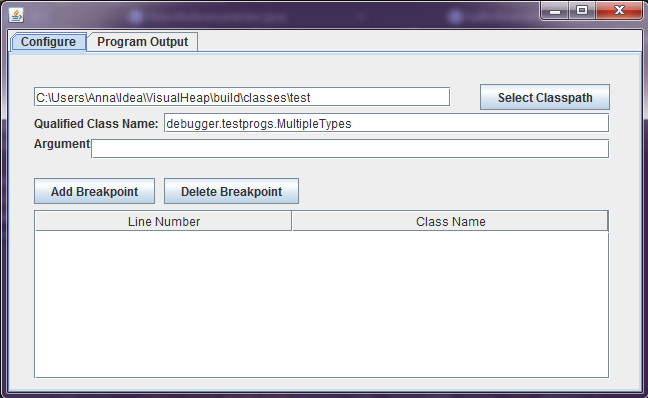 Configure
Program Output
C:\Users\Anna\Idea\VisualHeap\build\classes\test
Select Classpath
Qualified Class Name:
debugger.testprogs.MultipleTypes
Argument
Add Breakpoint
Delete Breakpoint
Line Number
Class Name